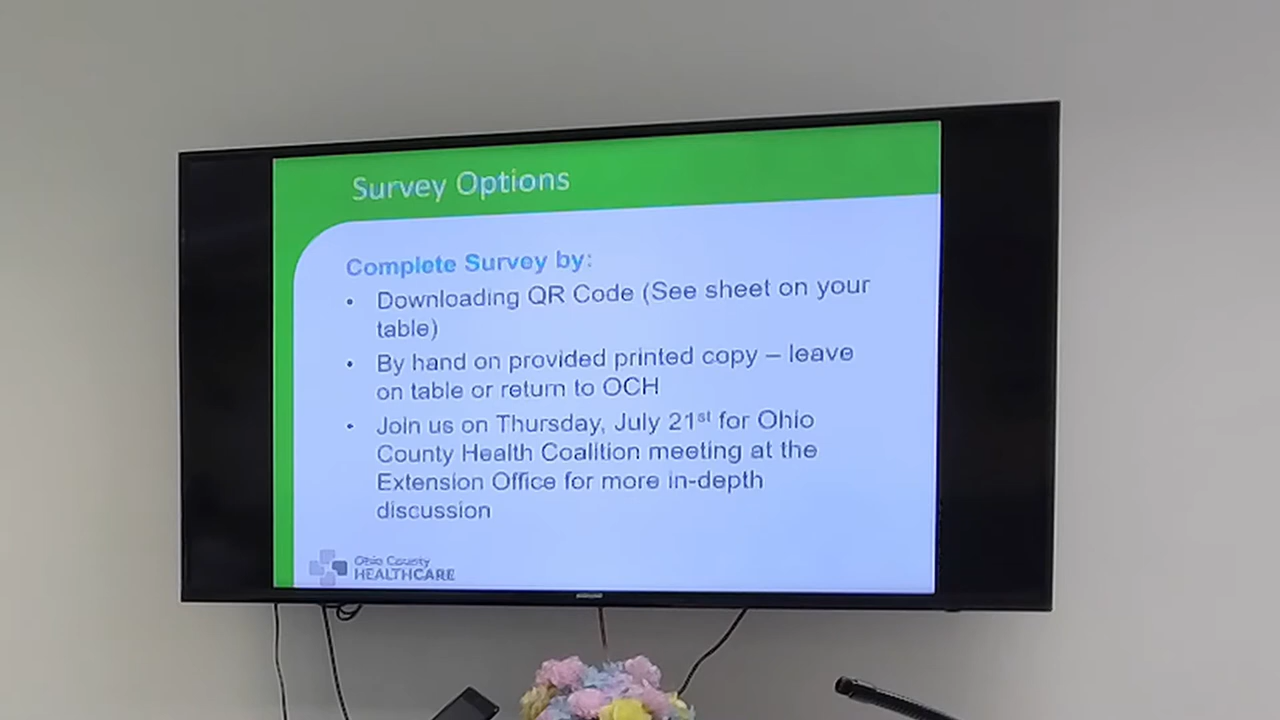 Survey Options
Complete Survey by:
• Downloading QR Code (See sheet on your
table)
• By hand on provided printed copy – leave
on table or return to OCH
• Join us on Thursday, July 21st for Ohio
County Health Coalition meeting at the
Extension Office for more in-depth
discussion
Ohio County
HEALTHCARE